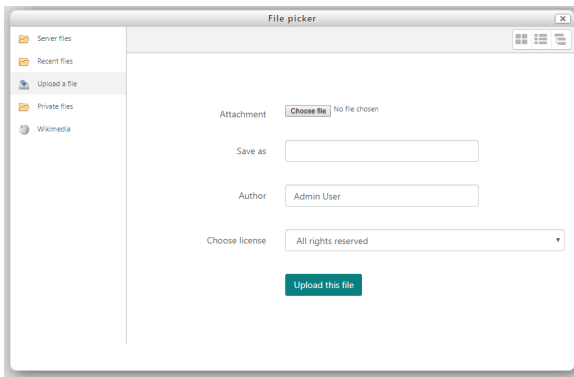 File picker
Server files
Recent files
Upload a file
Private files
Wikimedia
Attachment Choose file No file chosen
Save as
Author Admin User
Choose license All rights reserved
Upload this file